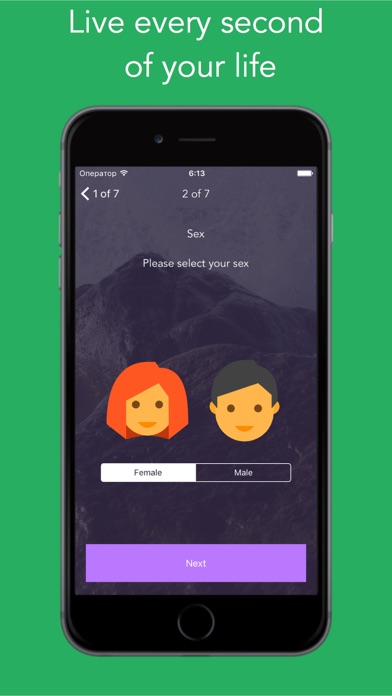 Live every second
of your life
Оператор 6:13
1 of 7 2 of 7
Sex
Please select your sex
Female Male
Next